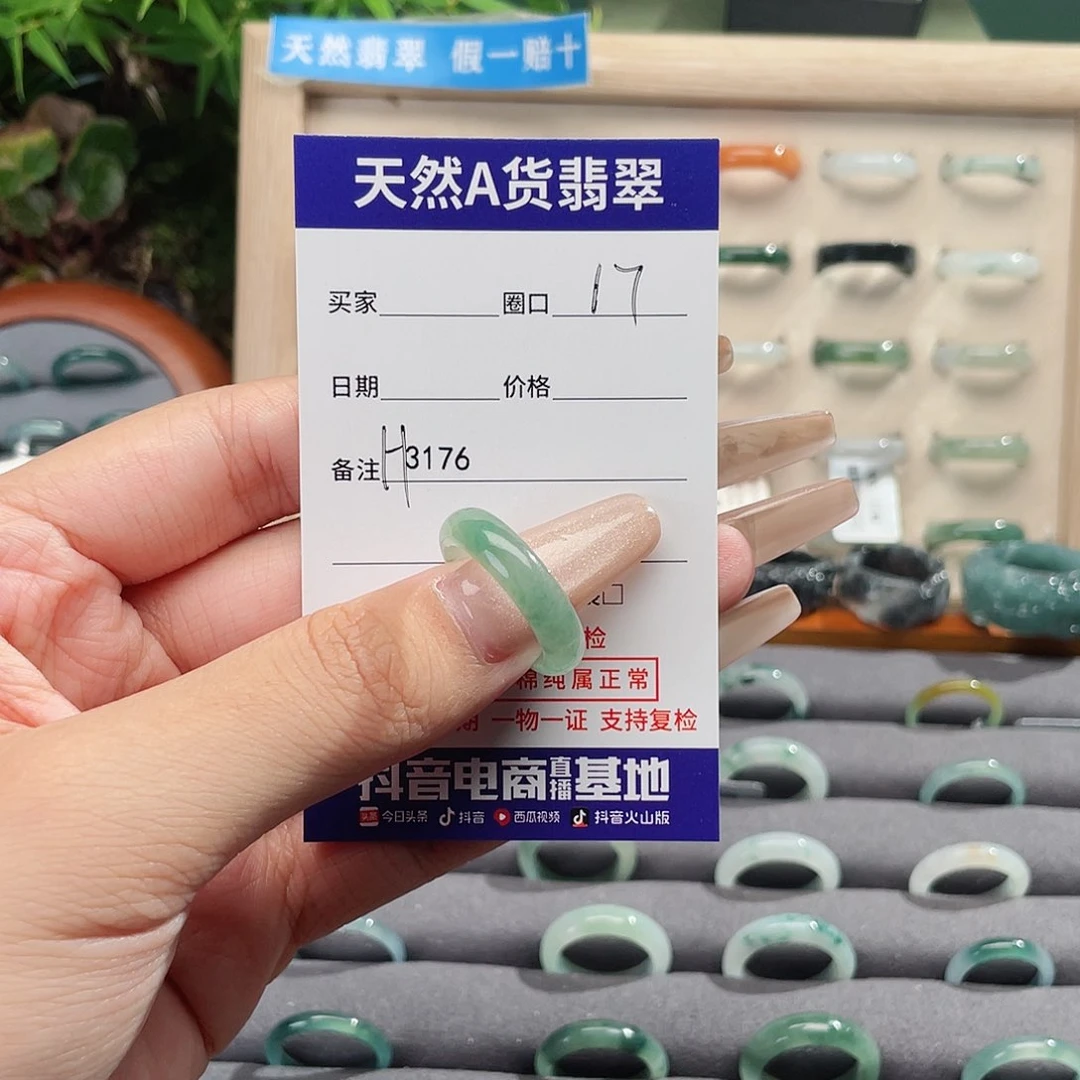 天然翡翠 假一赔十
天然A货翡翠
买家 圈口 17
日期 价格
备注 H3176
检
棉纯属正常
期 一物一证 支持复检
抖音电商直播基地
头条 今日头条 抖音 西瓜视频 抖音火山版